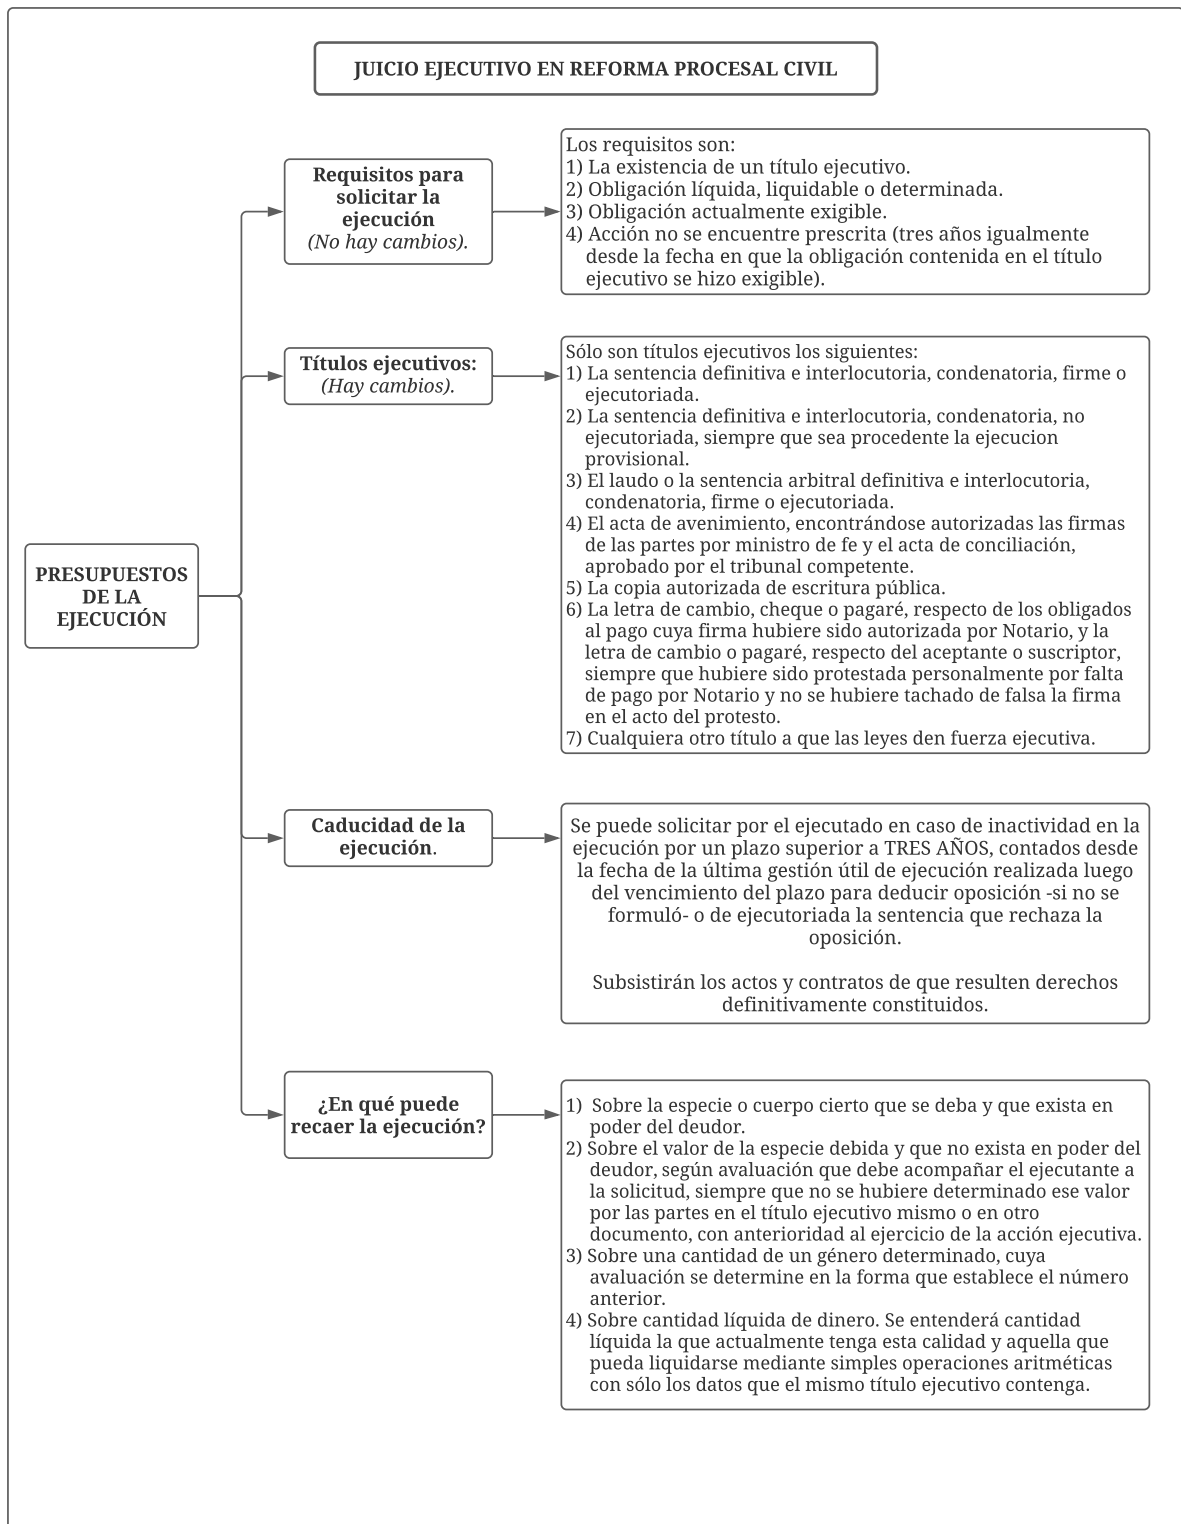 JUICIO EJECUTIVO EN REFORMA PROCESAL CIVIL
PRESUPUESTOS
DE LA
EJECUCIÓN
Requisitos para
solicitar la
ejecución
(No hay cambios).
Los requisitos son:
1) La existencia de un título ejecutivo.
2) Obligación líquida, liquidable o determinada.
3) Obligación actualmente exigible.
4) Acción no se encuentre prescrita (tres años igualmente
desde la fecha en que la obligación contenida en el título
ejecutivo se hizo exigible).
Títulos ejecutivos:
(Hay cambios).
Sólo son títulos ejecutivos los siguientes:
1) La sentencia definitiva e interlocutoria, condenatoria, firme o
ejecutoriada.
2) La sentencia definitiva e interlocutoria, condenatoria, no
ejecutoriada, siempre que sea procedente la ejecucion
provisional.
3) El laudo o la sentencia arbitral definitiva e interlocutoria,
condenatoria, firme o ejecutoriada.
4) El acta de avenimiento, encontrándose autorizadas las firmas
de las partes por ministro de fe y el acta de conciliación,
aprobado por el tribunal competente.
5) La copia autorizada de escritura pública.
6) La letra de cambio, cheque o pagaré, respecto de los obligados
al pago cuya firma hubiere sido autorizada por Notario, y la
letra de cambio o pagaré, respecto del aceptante o suscriptor,
siempre que hubiere sido protestada personalmente por falta
de pago por Notario y no se hubiere tachado de falsa la firma
en el acto del protesto.
7) Cualquiera otro título a que las leyes den fuerza ejecutiva.
Caducidad de la
ejecución.
Se puede solicitar por el ejecutado en caso de inactividad en la
ejecución por un plazo superior a TRES AÑOS, contados desde
la fecha de la última gestión útil de ejecución realizada luego
del vencimiento del plazo para deducir oposición -si no se
formuló- o de ejecutoriada la sentencia que rechaza la
oposición.
Subsistirán los actos y contratos de que resulten derechos
definitivamente constituidos.
¿En qué puede
recaer la ejecución?
1) Sobre la especie o cuerpo cierto que se deba y que exista en
poder del deudor.
2) Sobre el valor de la especie debida y que no exista en poder del
deudor, según avaluación que debe acompañar el ejecutante a
la solicitud, siempre que no se hubiere determinado ese valor
por las partes en el título ejecutivo mismo o en otro
documento, con anterioridad al ejercicio de la acción ejecutiva.
3) Sobre una cantidad de un género determinado, cuya
avaluación se determine en la forma que establece el número
anterior.
4) Sobre cantidad líquida de dinero. Se entenderá cantidad
líquida la que actualmente tenga esta calidad y aquella que
pueda liquidarse mediante simples operaciones aritméticas
con sólo los datos que el mismo título ejecutivo contenga.